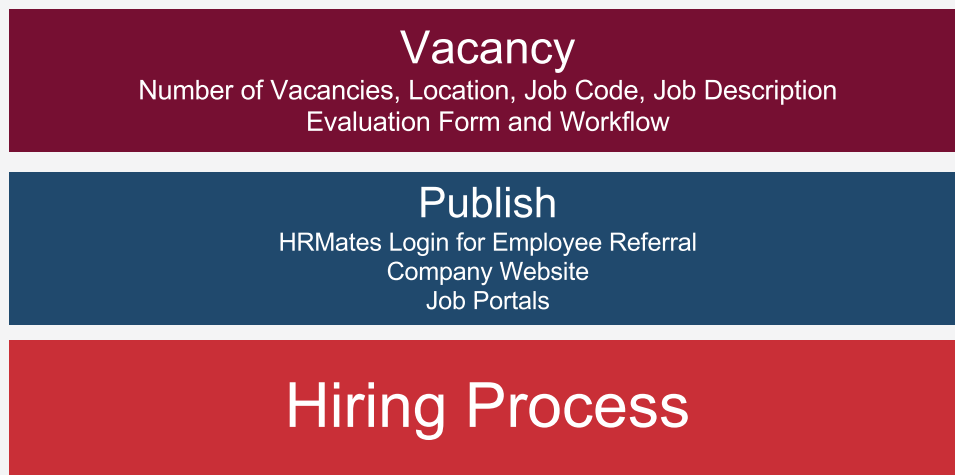 Vacancy
Number of Vacancies, Location, Job Code, Job Description
Evaluation Form and Workflow
Publish
HRMates Login for Employee Referral
Company Website
Job Portals
Hiring Process